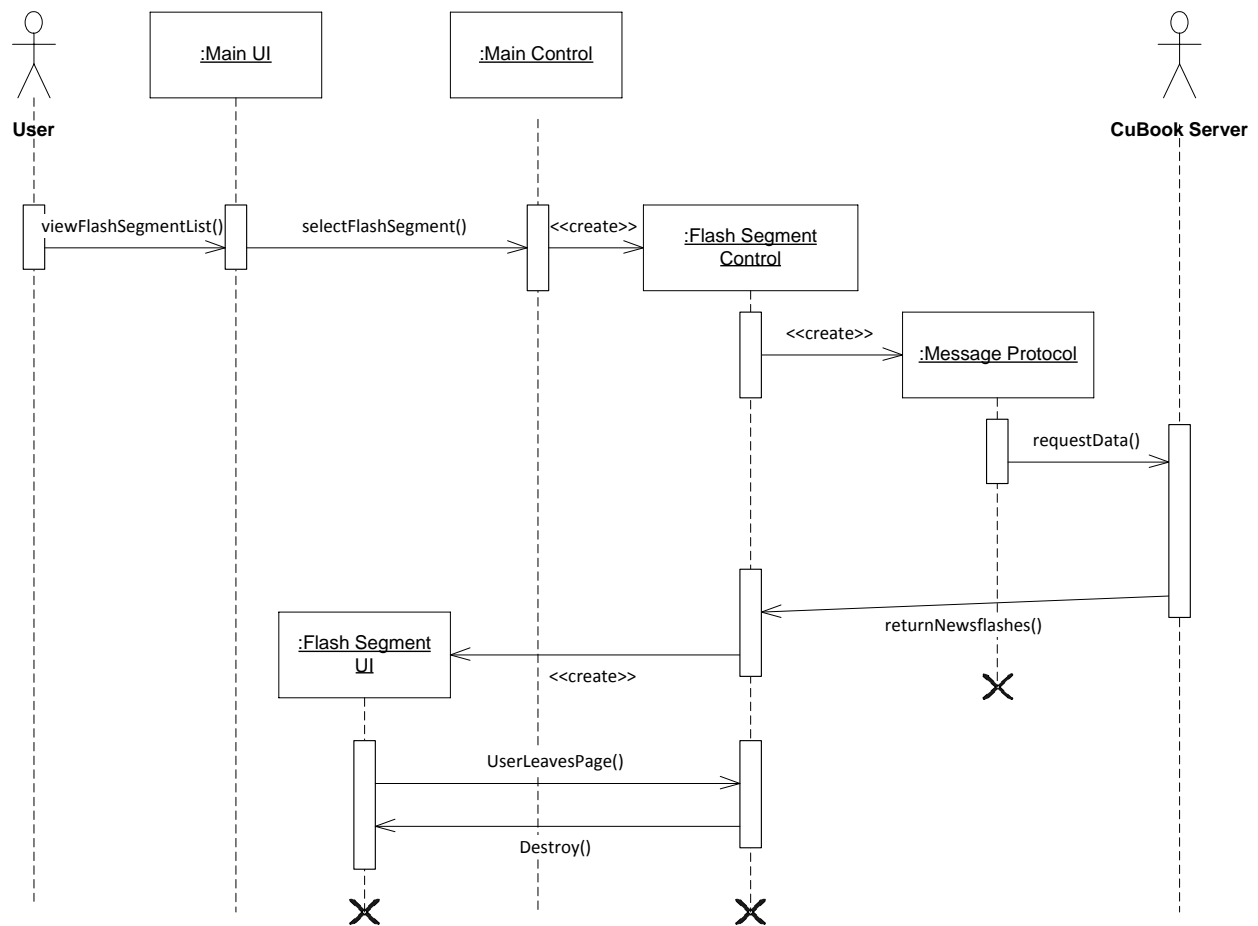 :Main UI
:Main Control
User
CuBook Server
viewFlashSegmentList()
selectFlashSegment()
<<create>>
:Flash Segment
Control
<<create>>
:Message Protocol
requestData()
returnNewsflashes()
:Flash Segment
UI
<<create>>
UserLeavesPage()
Destroy()